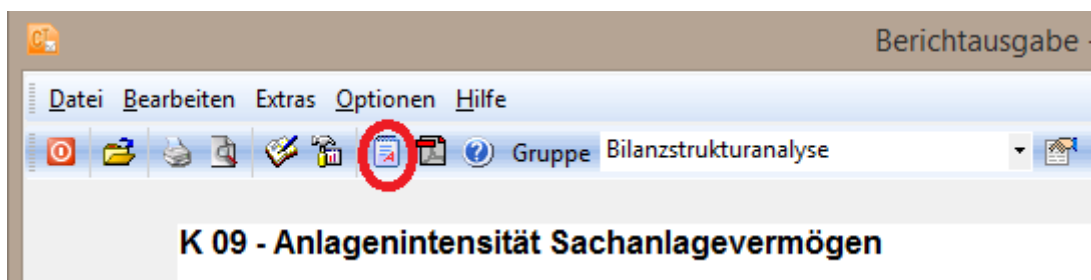 Berichtausgabe -
Datei Bearbeiten Extras Optionen Hilfe
Gruppe Bilanzstrukturanalyse
K 09 - Anlagenintensität Sachanlagevermögen